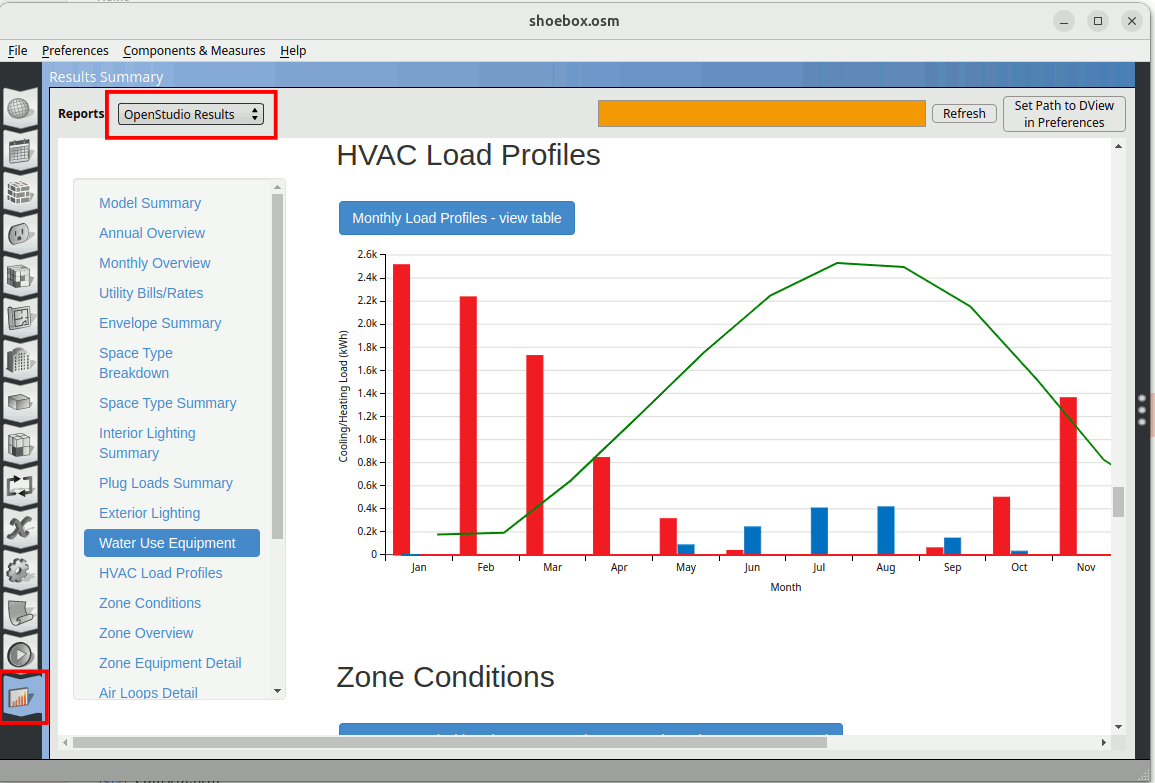 shoebox.osm
File Preferences Components & Measures Help
Results Summary
Reports
OpenStudio Results
Refresh
Set Path to DView
in Preferences
Model Summary
Annual Overview
Monthly Overview
Utility Bills/Rates
Envelope Summary
Space Type
Breakdown
Space Type Summary
Interior Lighting
Summary
Plug Loads Summary
Exterior Lighting
Water Use Equipment
HVAC Load Profiles
Zone Conditions
Zone Overview
Zone Equipment Detail
Air Loops Detail
HVAC Load Profiles
Monthly Load Profiles - view table
Cooling/Heating Load (kWh)
2.6k
2.4k
2.2k
2.0k
1.8k
1.6k
1.4k
1.2k
1.0k
0.8k
0.6k
0.4k
0.2k
0
Jan Feb Mar Apr May Jun Jul Aug Sep Oct Nov
Month
Zone Conditions